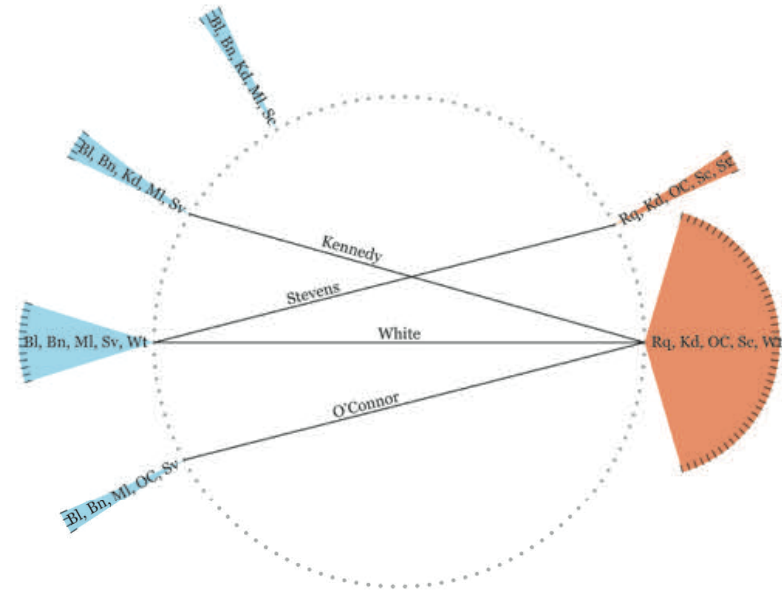 Bl, Bn, Kd, Ml, Sc
Bl, Bn, Kd, Ml, Sv
Rq, Kd, OC, Sc, Sv
Kennedy
Stevens
White
Bl, Bn, Ml, Sv, Wt
Rq, Kd, OC, Sc, Wt
O'Connor
Bl, Bn, Ml, OC, Sv